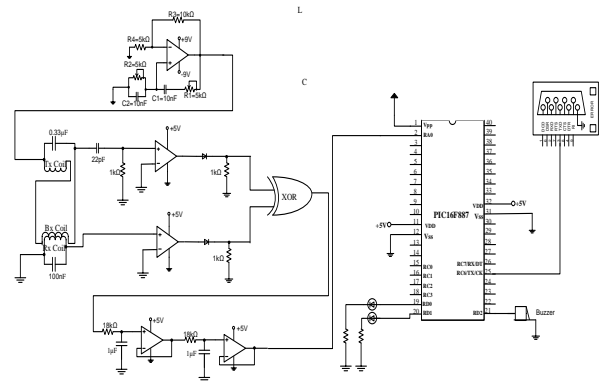 L
R3=10kΩ
R4=5kΩ
+9V
R2=5kΩ
-9V
C1=10nF
R1=5kΩ
C2=10nF
C
0.33µF
Tx Coil
22pF
1kΩ
+5V
1kΩ
XOR
Bx Coil
Rx Coil
100nF
+5V
1kΩ
18kΩ
1µF
+5V
18kΩ
1µF
+5V
PIC16F887
1 Vpp
2 RA0
3
4
5
6
7
8
9
10
+5V
11 VDD
12 Vss
13
14
15 RC0
16 RC1
17 RC2
18 RC3
19 RD0
20 RD1
40
39
38
37
36
35
34
33
VDD 32 +5V
Vss 31
30
29
28
27
RC7/RX/DT 26
RC6/TX/CK 25
24
23
22
RD2 21
Buzzer
ERROR